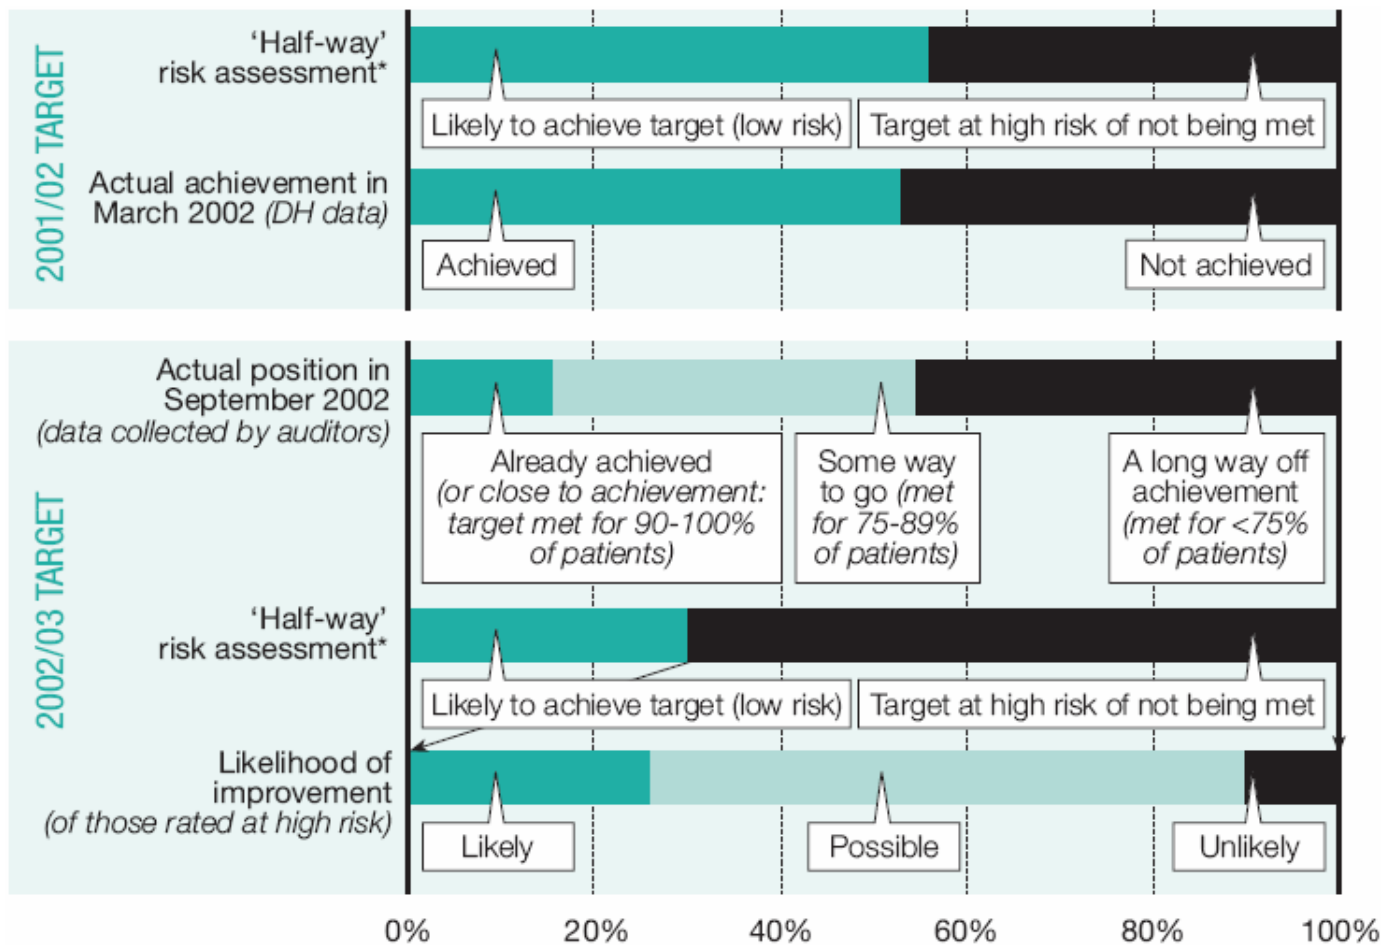 2001/02 TARGET
‘Half-way’
risk assessment*
Likely to achieve target (low risk)
Target at high risk of not being met
Actual achievement in
March 2002 (DH data)
Achieved
Not achieved
2002/03 TARGET
Actual position in
September 2002
(data collected by auditors)
Already achieved
(or close to achievement:
target met for 90-100%
of patients)
Some way
to go (met
for 75-89%
of patients)
A long way off
achievement
(met for <75%
of patients)
‘Half-way’
risk assessment*
Likely to achieve target (low risk)
Target at high risk of not being met
Likelihood of
improvement
(of those rated at high risk)
Likely
Possible
Unlikely
0%
20%
40%
60%
80%
100%